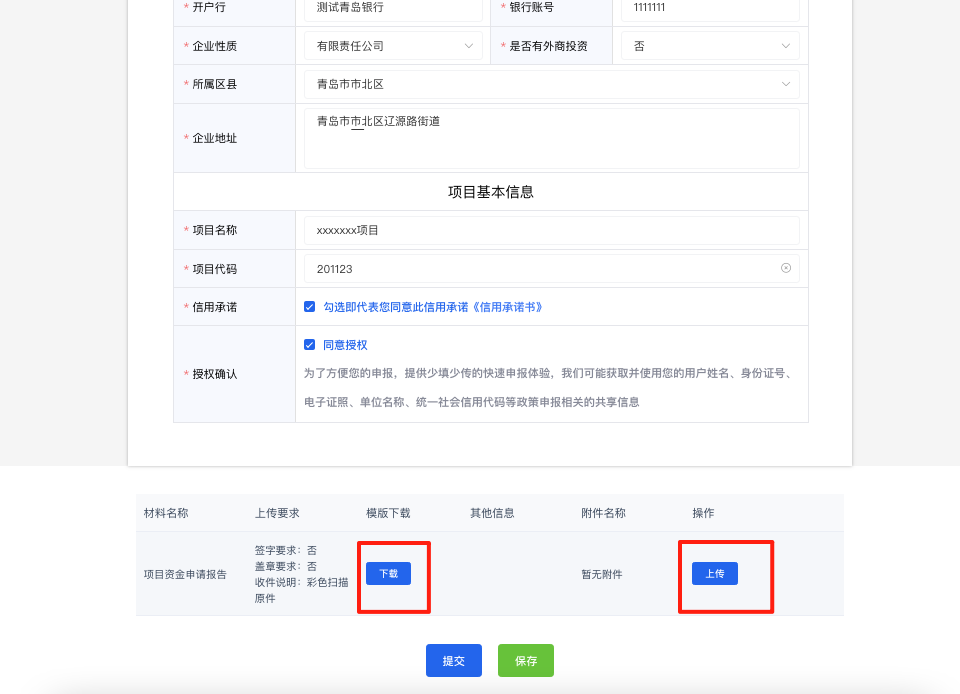 * 开户行 测试青岛银行 * 银行账号 1111111
* 企业性质 有限责任公司 * 是否有外商投资 否
* 所属区县 青岛市市北区
* 企业地址 青岛市市北区辽源路街道
项目基本信息
* 项目名称 xxxxxxx项目
* 项目代码 201123
* 信用承诺 勾选即代表您同意此信用承诺《信用承诺书》
同意授权
* 授权确认 为了方便您的申报，提供少填少传的快速申报体验，我们可能获取并使用您的用户姓名、身份证号、
电子证照、单位名称、统一社会信用代码等政策申报相关的共享信息
材料名称 上传要求 模版下载 其他信息 附件名称 操作
签字要求：否
盖章要求：否
项目资金申请报告 收件说明：彩色扫描 下载 暂无附件 上传
原件
提交 保存